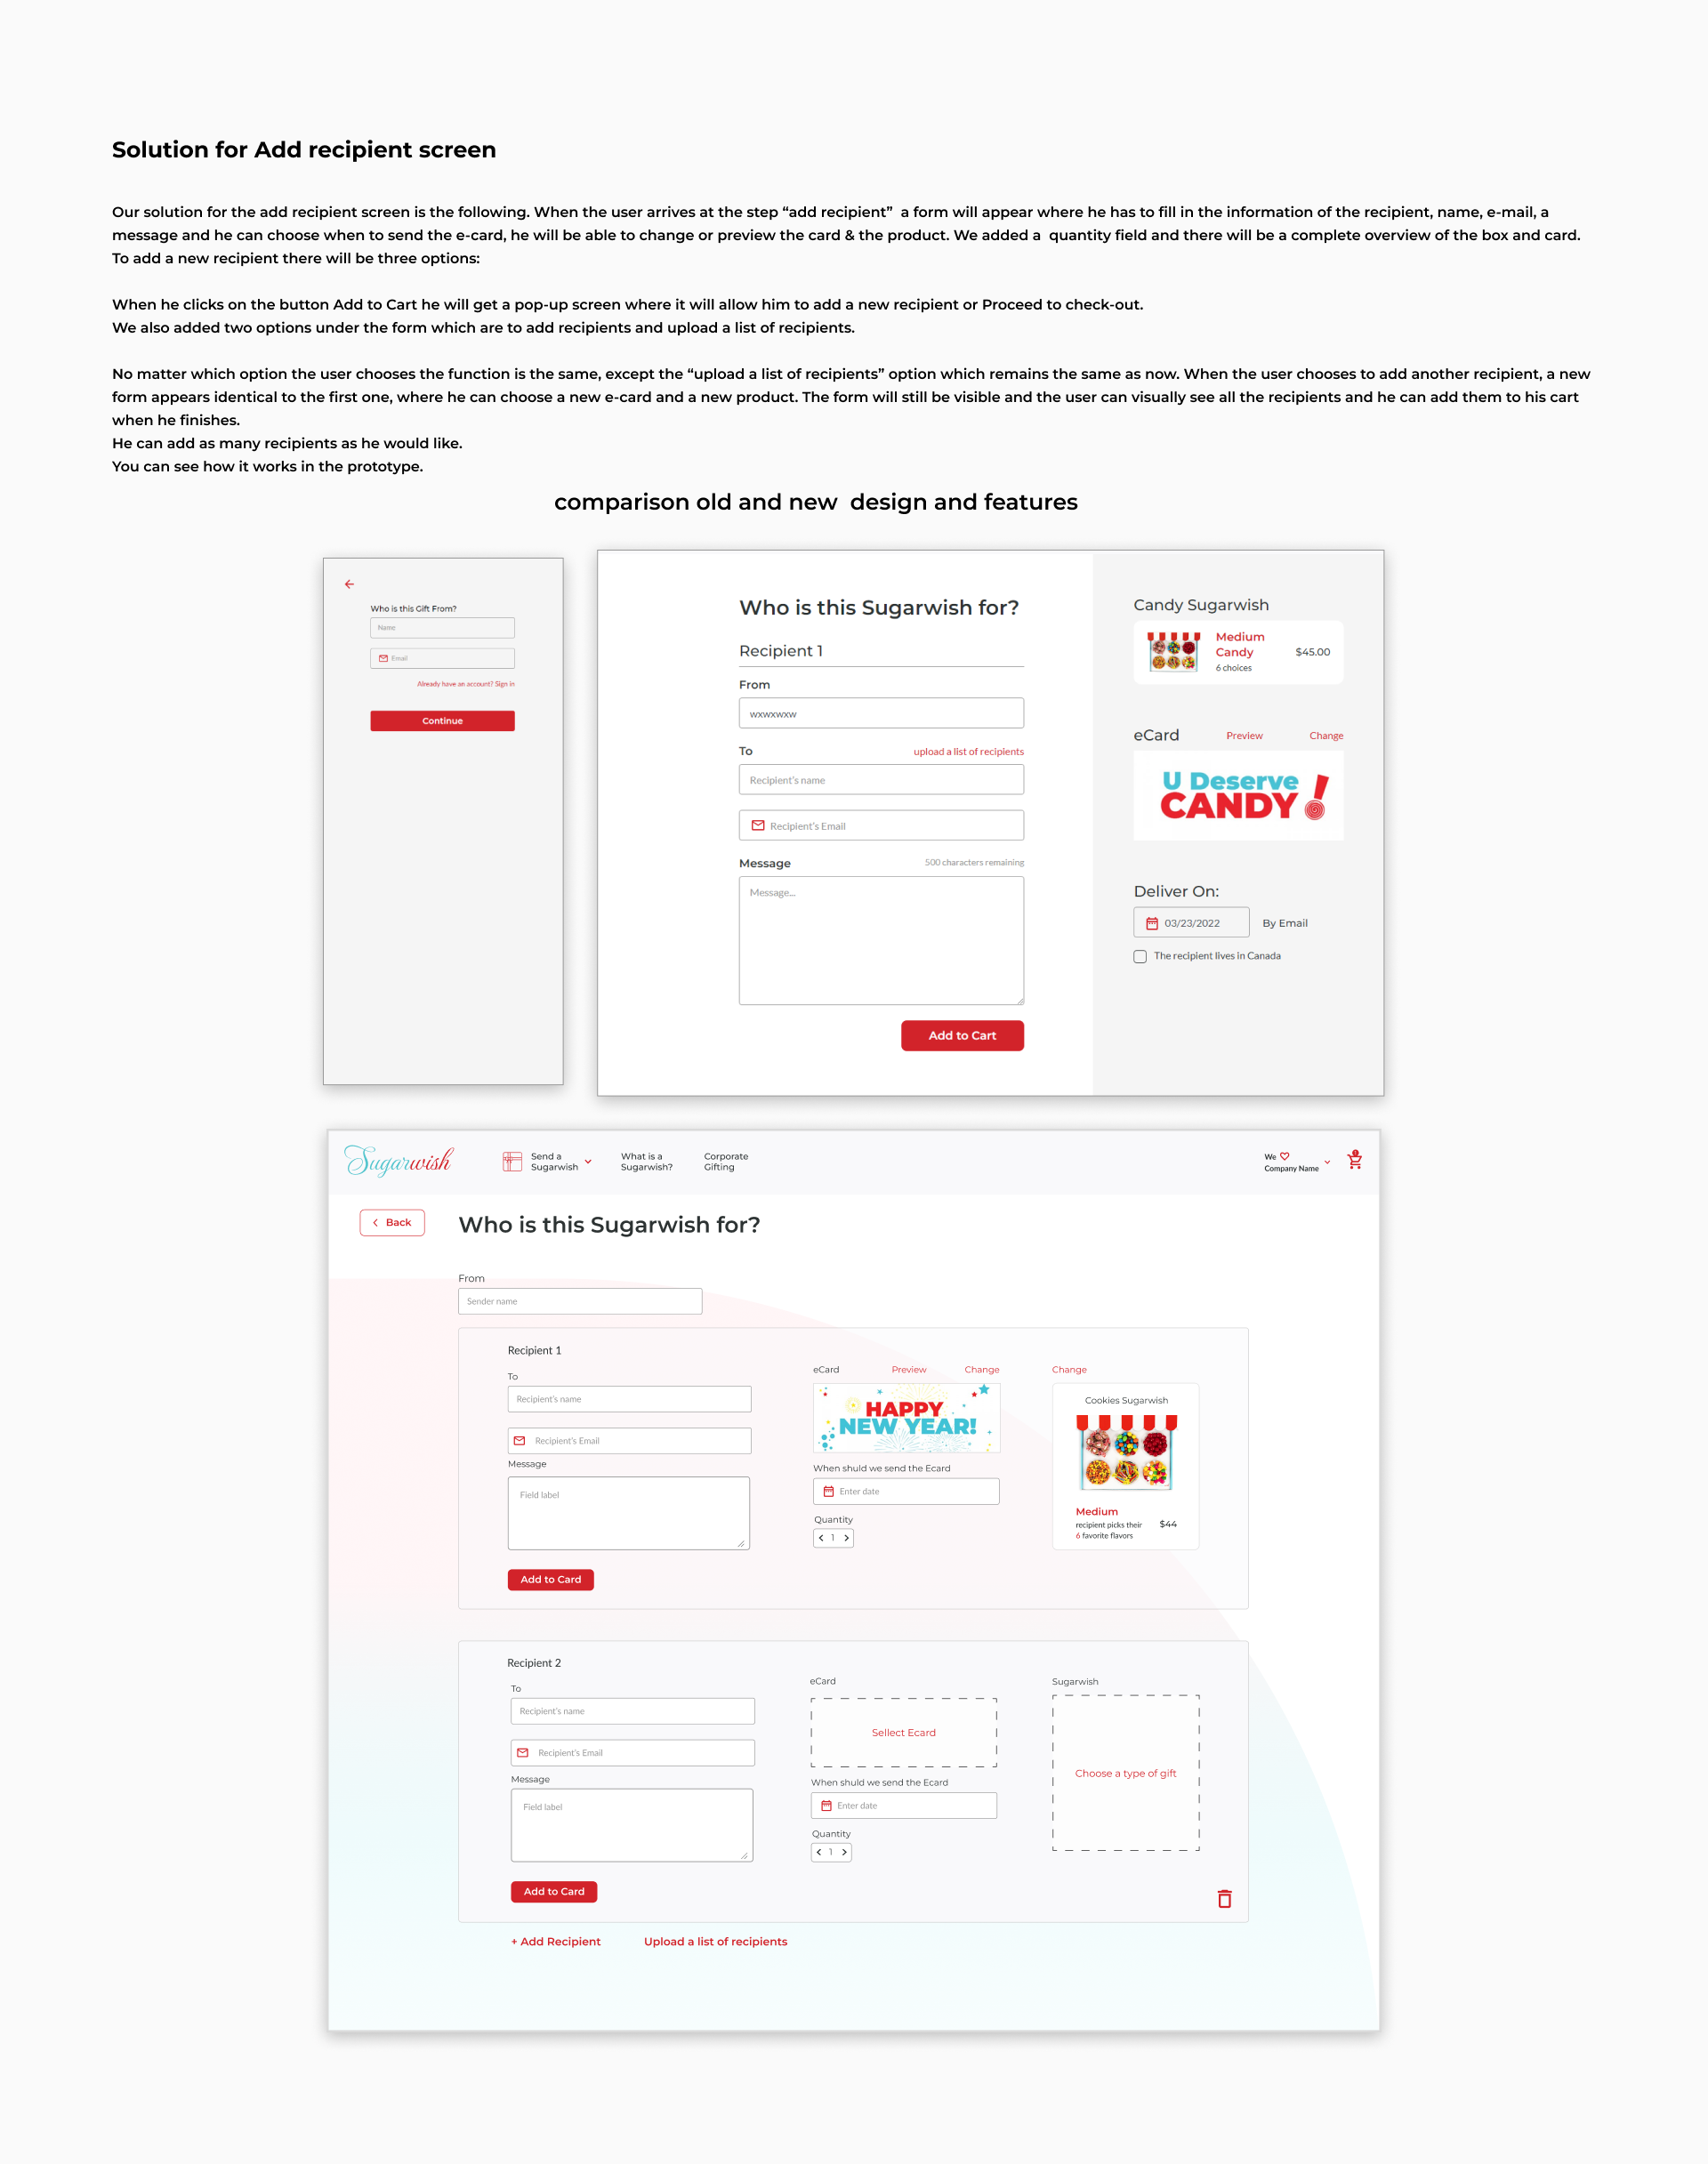 Solution for Add recipient screen
Our solution for the add recipient screen is the following. When the user arrives at the step “add recipient”  a form will appear where he has to fill in the information of the recipient, name, e-mail, a
message and he can choose when to send the e-card, he will be able to change or preview the card & the product. We added a  quantity field and there will be a complete overview of the box and card.
To add a new recipient there will be three options:
When he clicks on the button Add to Cart he will get a pop-up screen where it will allow him to add a new recipient or Proceed to check-out.
We also added two options under the form which are to add recipients and upload a list of recipients.
No matter which option the user chooses the function is the same, except the “upload a list of recipients” option which remains the same as now. When the user chooses to add another recipient, a new
form appears identical to the first one, where he can choose a new e-card and a new product. The form will still be visible and the user can visually see all the recipients and he can add them to his cart
when he finishes.
He can add as many recipients as he would like.
You can see how it works in the prototype.
comparison old and new  design and features
Who is this Gift From?
Name
Email
Already have an account? Sign in
Continue
Who is this Sugarwish for?
Recipient 1
From
wxwxwxw
To
upload a list of recipients
Recipient's name
Recipient's Email
Message
500 characters remaining
Message...
Add to Cart
Candy Sugarwish
Medium
Candy
6 choices
$45.00
eCard
Preview
Change
U Deserve
CANDY!
Deliver On:
03/23/2022
By Email
The recipient lives in Canada
Sugarwish
Send a
Sugarwish
What is a
Sugarwish?
Corporate
Gifting
We
Company Name
1
Back
Who is this Sugarwish for?
From
Sender name
Recipient 1
To
Recipient's name
Recipient's Email
Message
Field label
Add to Card
eCard
Preview
Change
HAPPY
NEW YEAR!
When shuld we send the Ecard
Enter date
Quantity
1
Change
Cookies Sugarwish
Medium
recipient picks their
6 favorite flavors
$44
Recipient 2
To
Recipient's name
Recipient's Email
Message
Field label
Add to Card
eCard
Sellect Ecard
When shuld we send the Ecard
Enter date
Quantity
1
Sugarwish
Choose a type of gift
+ Add Recipient
Upload a list of recipients